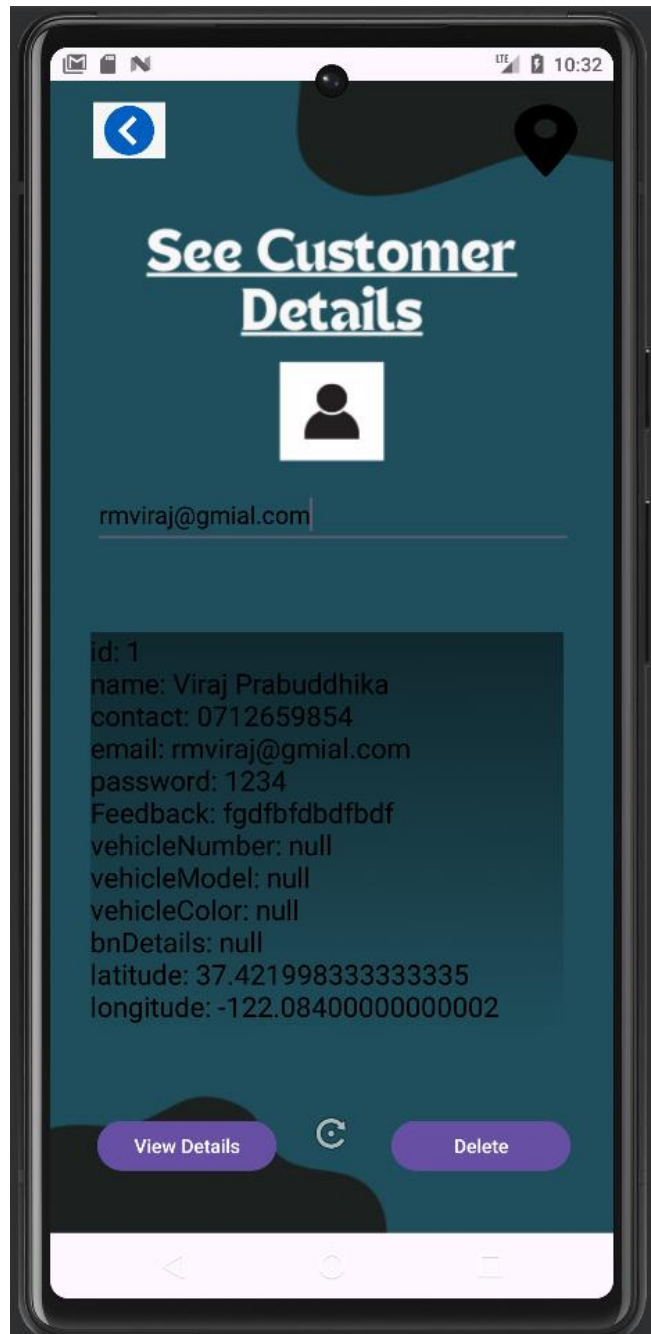 LTE 10:32
See Customer
Details
rmviraj@gmial.com
id: 1
name: Viraj Prabuddhika
contact: 0712659854
email: rmviraj@gmial.com
password: 1234
Feedback: fgdfbfdbdfbdf
vehicleNumber: null
vehicleModel: null
vehicleColor: null
bnDetails: null
latitude: 37.421998333333335
longitude: -122.08400000000002
View Details Delete